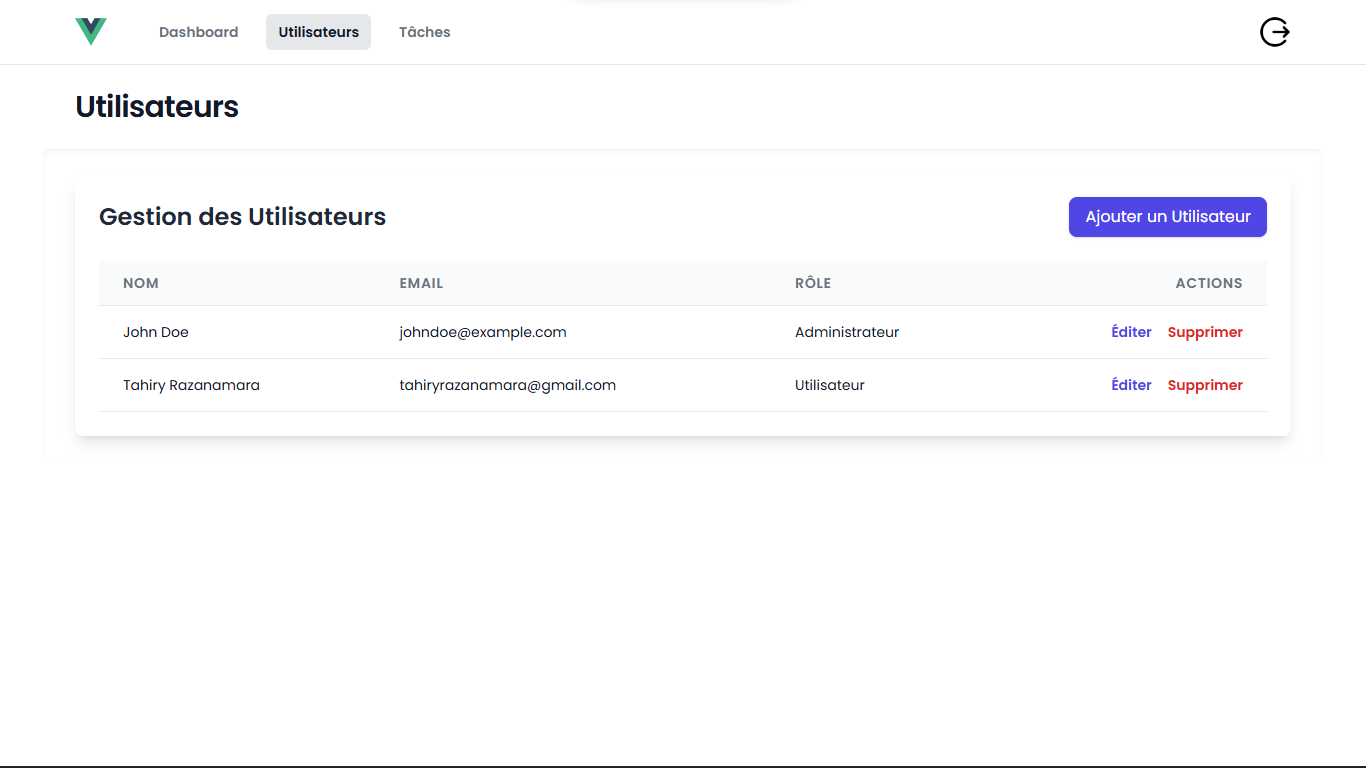 Dashboard Utilisateurs Tâches
Utilisateurs
Gestion des Utilisateurs Ajouter un Utilisateur
NOM EMAIL RÔLE ACTIONS
John Doe johndoe@example.com Administrateur Éditer Supprimer
Tahiry Razanamara tahiryrazanamara@gmail.com Utilisateur Éditer Supprimer